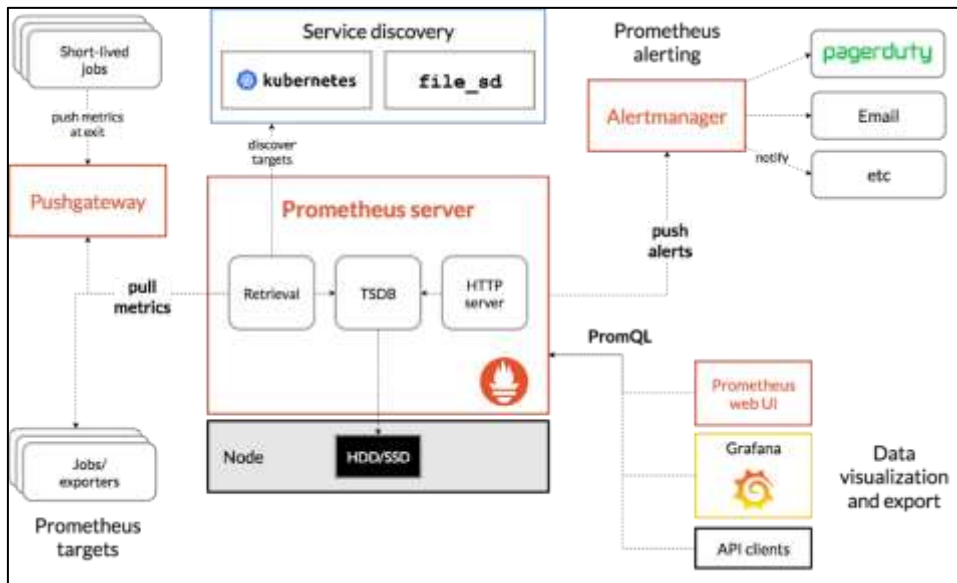 Short-lived
jobs
push metrics
at exit
Pushgateway
pull
metrics
Jobs/
exporters
Prometheus
targets
Service discovery
kubernetes
file_sd
discover
targets
Prometheus server
Retrieval
TSDB
HTTP
server
Node
HDD/SSD
Prometheus
alerting
Alertmanager
pagerduty
Email
etc
notify
push
alerts
PromQL
Prometheus
web UI
Grafana
API clients
Data
visualization
and export